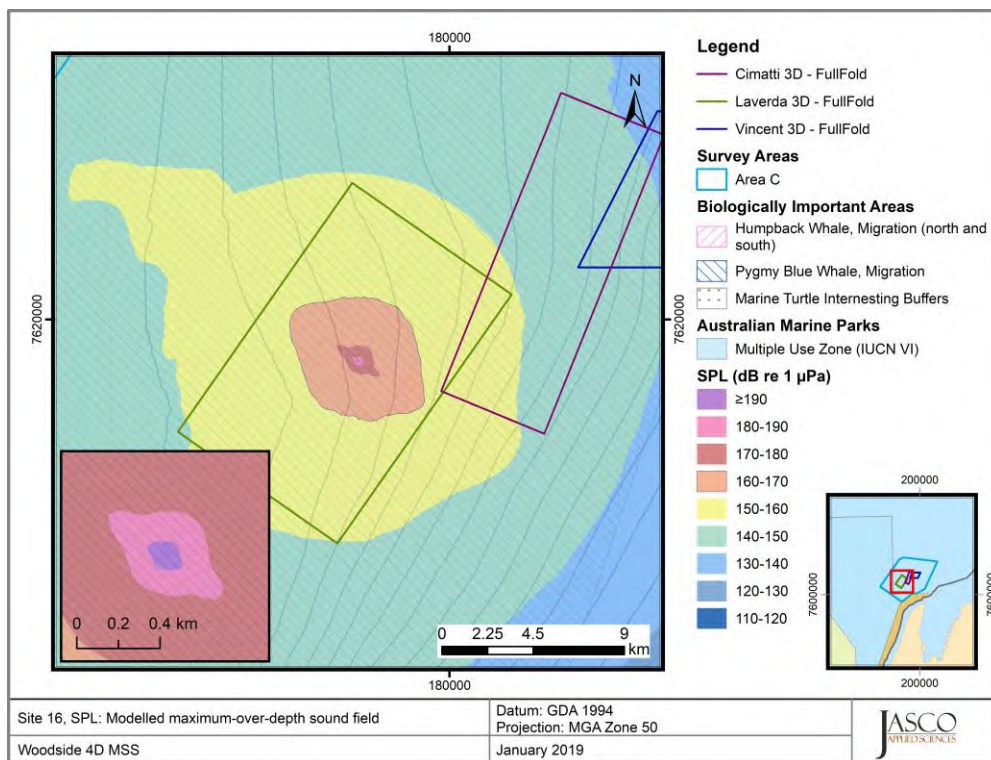 180000
7620000
N
7620000
0 0.2 0.4 km
0 2.25 4.5 9
km
180000
Legend
Cimatti 3D - FullFold
Laverda 3D - FullFold
Vincent 3D - FullFold
Survey Areas
Area C
Biologically Important Areas
Humpback Whale, Migration (north and
south)
Pygmy Blue Whale, Migration
Marine Turtle Internesting Buffers
Australian Marine Parks
Multiple Use Zone (IUCN VI)
SPL (dB re 1 µPa)
≥190
180-190
170-180
160-170
150-160
140-150
130-140
120-130
110-120
200000
7600000
7600000
200000
Site 16, SPL: Modelled maximum-over-depth sound field
Woodside 4D MSS
Datum: GDA 1994
Projection: MGA Zone 50
January 2019
JASCO
APPLIED SCIENCES